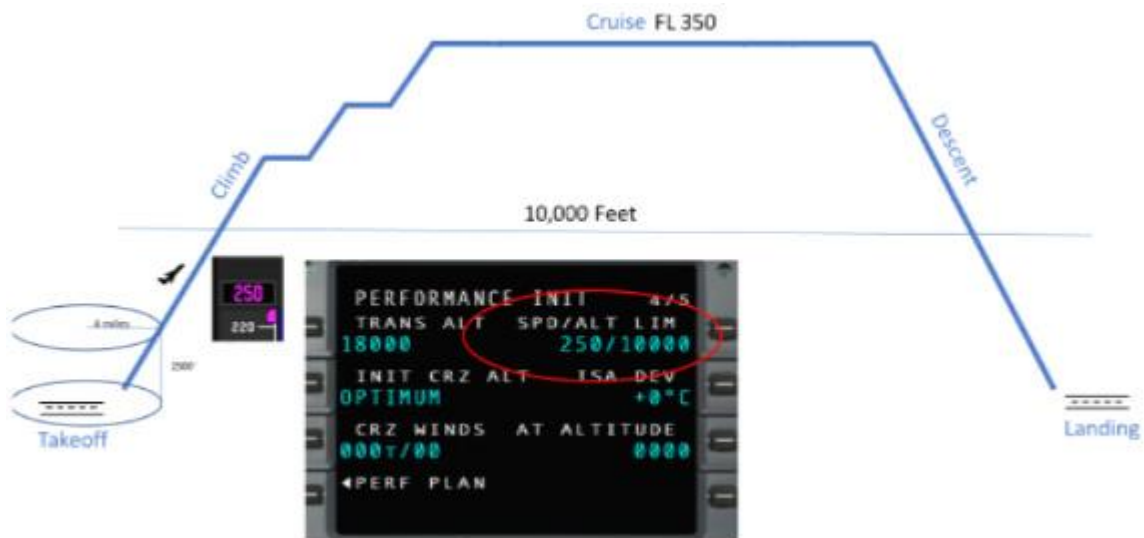 Cruise FL 350
Climb
Descent
10,000 Feet
250
220
4 miles
2500'
PERFORMANCE INIT 4/5
TRANS ALT SPD/ALT LIM
18000 250/10000
INIT CRZ ALT ISA DEV
OPTIMUM +0°C
CRZ WINDS AT ALTITUDE
000T/00 0000
◄PERF PLAN
Takeoff
Landing